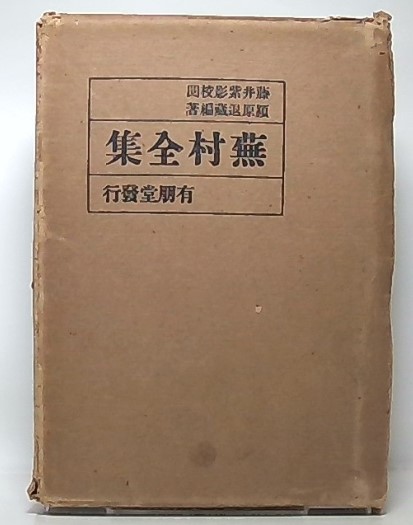 藤井紫影校閲
潁原退蔵編著
蕪村全集
有朋堂發行